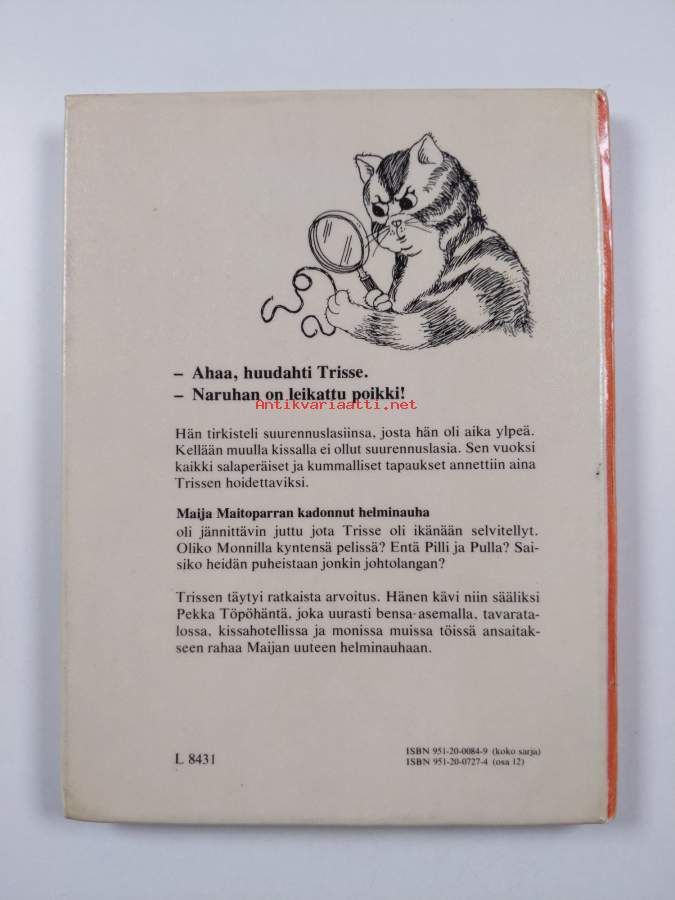 – Ahaa, huudahti Trisse.
– Naruhan on leikattu poikki!
Antikvariaatti.net
Hän tirkisteli suurennuslasiinsa, josta hän oli aika ylpeä.
Kellään muulla kissalla ei ollut suurennuslasia. Sen vuoksi
kaikki salaperäiset ja kummalliset tapaukset annettiin aina
Trissen hoidettaviksi.
Maija Maitoparran kadonnut helminauha
oli jännittävin juttu jota Trisse oli ikänään selvitellyt.
Oliko Monnilla kyntensä pelissä? Entä Pilli ja Pulla? Sai-
siko heidän puheistaan jonkin johtolangan?
Trissen täytyi ratkaista arvoitus. Hänen kävi niin sääliksi
Pekka Töpöhäntä, joka uurasti bensa-asemalla, tavarata-
lossa, kissahotellissa ja monissa muissa töissä ansaitak-
seen rahaa Maijan uuteen helminauhaan.
L 8431
ISBN 951-20-0084-9 (koko sarja)
ISBN 951-20-0727-4 (osa 12)